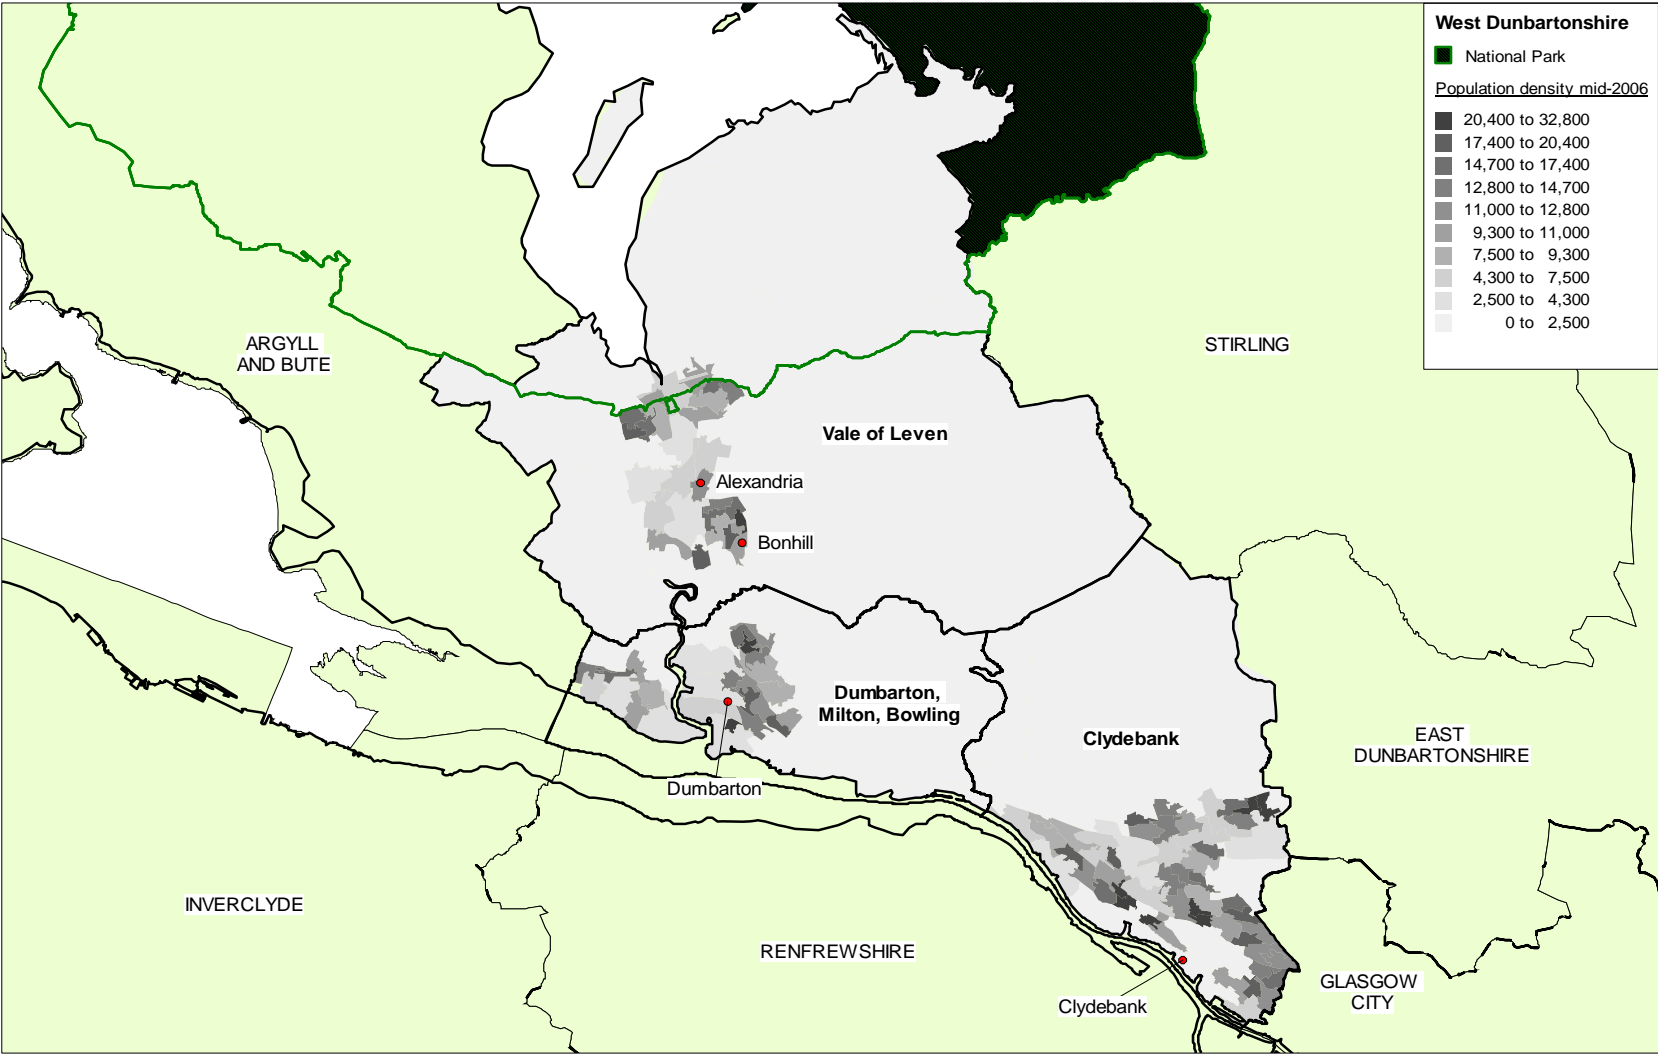 West Dunbartonshire
National Park
Population density mid-2006
20,400 to 32,800
17,400 to 20,400
14,700 to 17,400
12,800 to 14,700
11,000 to 12,800
9,300 to 11,000
7,500 to 9,300
4,300 to 7,500
2,500 to 4,300
0 to 2,500
ARGYLL
AND BUTE
STIRLING
Vale of Leven
Alexandria
Bonhill
Dumbarton,
Milton, Bowling
Clydebank
EAST
DUNBARTONSHIRE
Dumbarton
INVERCLYDE
RENFREWSHIRE
Clydebank
GLASGOW
CITY